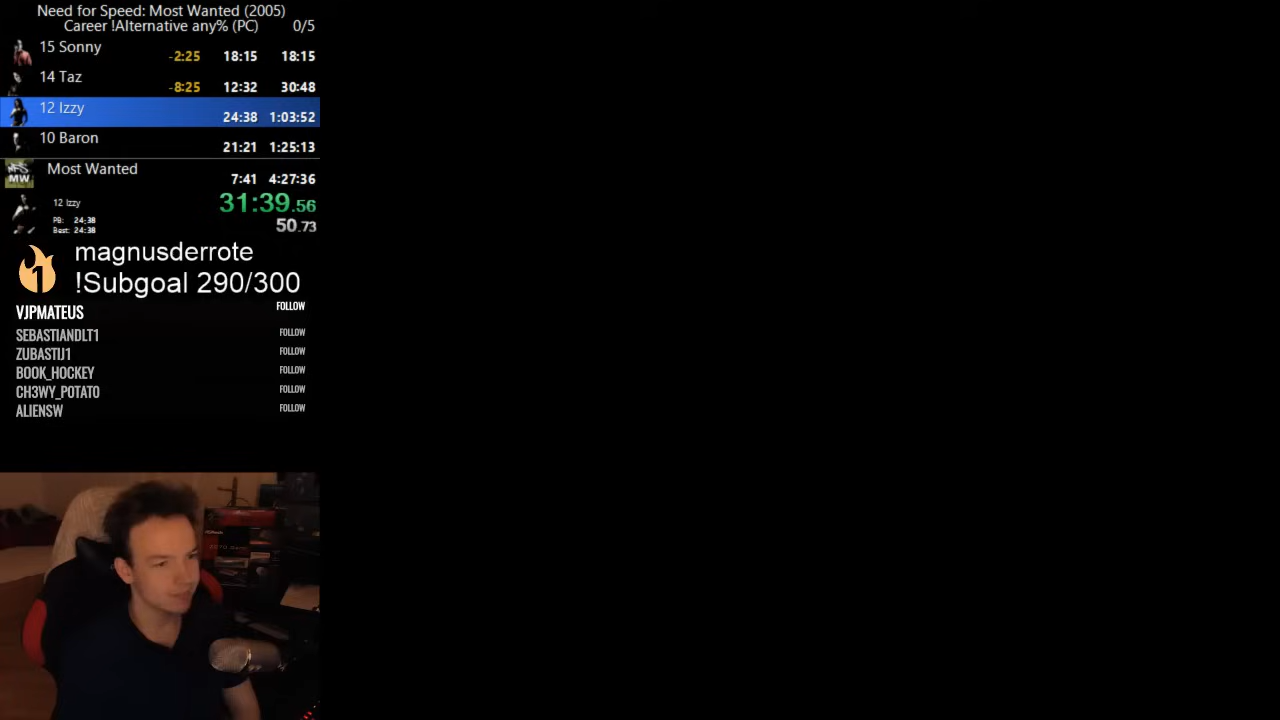 Need for Speed: Most Wanted (2005)
Career !Alternative any% (PC) 0/5
15 Sonny -2:25 18:15 18:15
14 Taz -8:25 12:32 30:48
12 Izzy 24:38 1:03:52
10 Baron 21:21 1:25:13
Most Wanted 7:41 4:27:36
31:39.56
12 Izzy
PB: 24:38
Best: 24:38
50.73
magnusderrote
!Subgoal 290/300
VJPMATEUS FOLLOW
SEBASTIANDLT1 FOLLOW
ZUBASTIJ1 FOLLOW
BOOK_HOCKEY FOLLOW
CH3WY_POTATO FOLLOW
ALIENSW FOLLOW